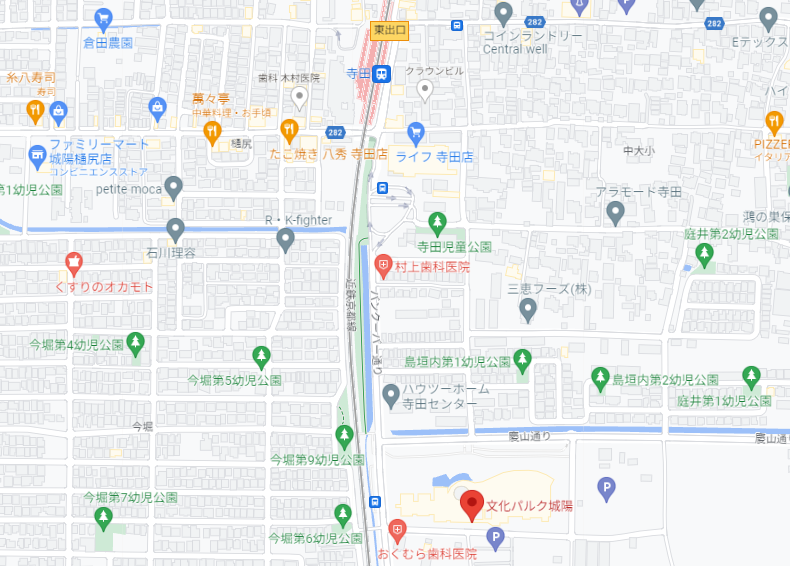 東出口
282
コインランドリー
Central well
282
Eテックス
倉田農園
寺田
クラウンビル
歯科 木村医院
糸八寿司
寿司
萬々亭
中華料理・お手頃
ハイ
282
PIZZER
イタリア
たこ焼き 八秀 寺田店
ライフ 寺田店
樋尻
中大小
ファミリーマート
城陽樋尻店
コンビニエンスストア
第1幼児公園
petite moca
アラモード寺田
R・K-fighter
鴻の巣保
庭井第2幼児公園
石川理容
寺田児童公園
村上歯科医院
くすりのオカモト
三恵フーズ(株)
近鉄京都線
バンクーバー通り
今堀第4幼児公園
今堀第5幼児公園
島垣内第1幼児公園
島垣内第2幼児公園
庭井第1幼児公園
ハウツーホーム
寺田センター
今堀
慶山通り
慶山通り
今堀第9幼児公園
今堀第7幼児公園
文化パルク城陽
P
今堀第6幼児公園
P
おくむら歯科医院